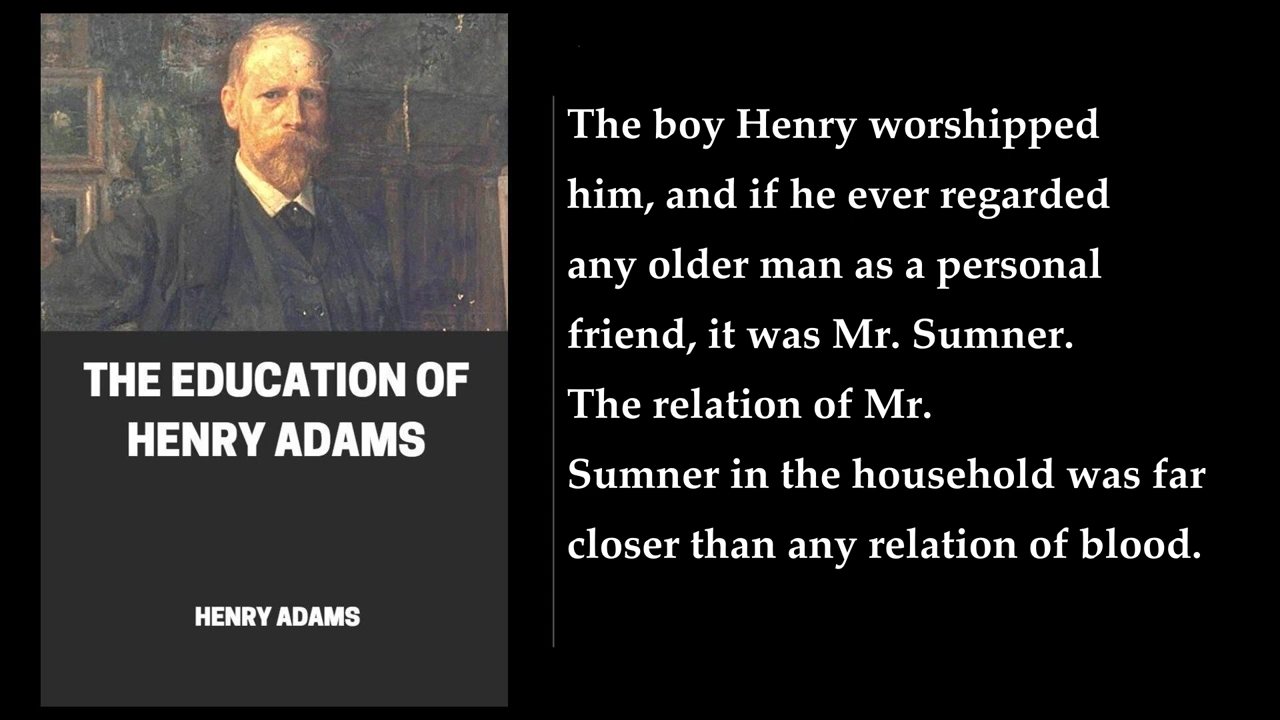 THE EDUCATION OF
HENRY ADAMS
HENRY ADAMS
The boy Henry worshipped
him, and if he ever regarded
any older man as a personal
friend, it was Mr. Sumner.
The relation of Mr.
Sumner in the household was far
closer than any relation of blood.